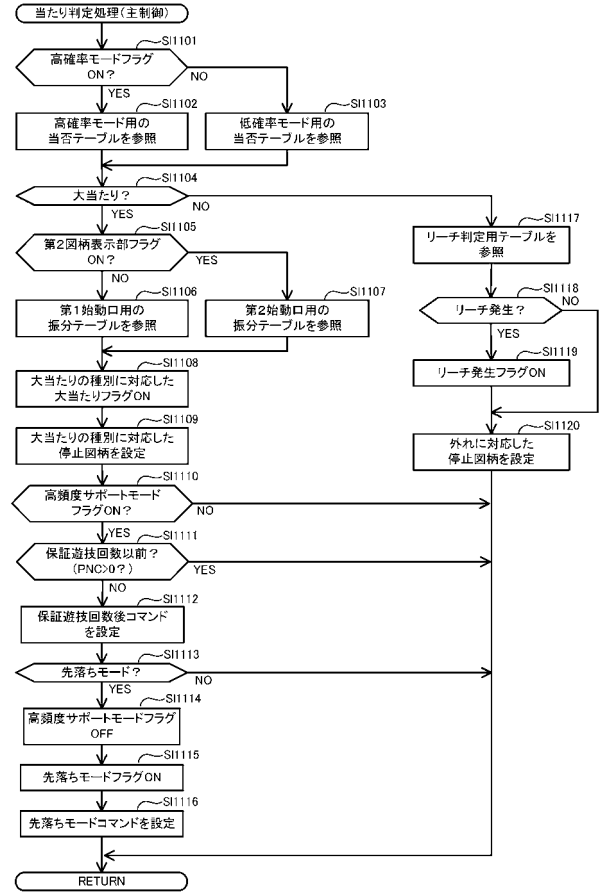 当たり判定処理(主制御)
SI1101
高確率モードフラグ
ON?
NO
YES
SI1102
高確率モード用の
当否テーブルを参照
SI1103
低確率モード用の
当否テーブルを参照
SI1104
大当たり?
NO
YES
SI1105
第2図柄表示部フラグ
ON?
YES
NO
SI1106
第1始動口用の
振分テーブルを参照
SI1107
第2始動口用の
振分テーブルを参照
SI1108
大当たりの種別に対応した
大当たりフラグON
SI1109
大当たりの種別に対応した
停止図柄を設定
SI1110
高頻度サポートモード
フラグON?
NO
YES
SI1111
保証遊技回数以前?
(PNC>0?)
YES
NO
SI1112
保証遊技回数後コマンド
を設定
SI1113
先落ちモード?
NO
YES
SI1114
高頻度サポートモードフラグ
OFF
SI1115
先落ちモードフラグON
SI1116
先落ちモードコマンドを設定
RETURN
SI1117
リーチ判定用テーブルを
参照
SI1118
リーチ発生?
NO
YES
SI1119
リーチ発生フラグON
SI1120
外れに対応した
停止図柄を設定